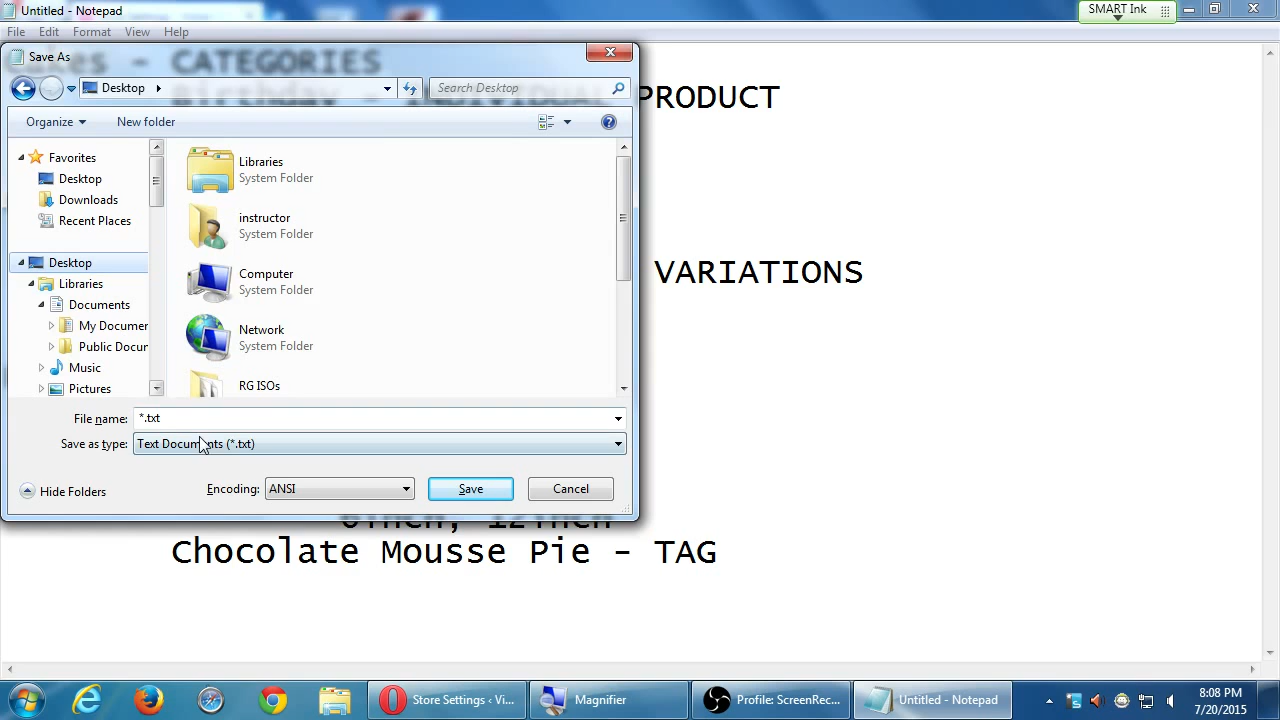 Untitled - Notepad
SMART Ink
File Edit Format View Help
Save As
- CATEGORIES
Desktop
Search Desktop
Birthday - INDIVIDUAL PRODUCT
Organize New folder
Favorites
Desktop
Downloads
Recent Places
Desktop
Libraries
Documents
My Documer
Public Docur
Music
Pictures
Libraries
System Folder
instructor
System Folder
Computer
System Folder
Network
System Folder
RG ISOs
VARIATIONS
File name: *.txt
Save as type: Text Documents (*.txt)
Hide Folders Encoding: ANSI Save Cancel
6inch, 12inch
Chocolate Mousse Pie - TAG
Store Settings ‹ Vi...
Magnifier
Profile: ScreenRec...
Untitled - Notepad
8:08 PM
7/20/2015